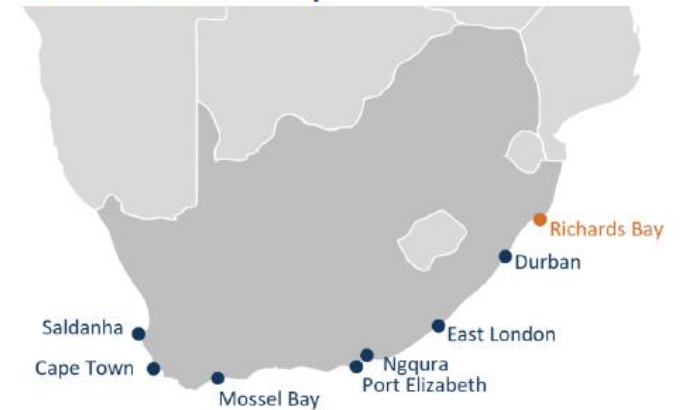 Richards Bay
Durban
Saldanha
East London
Cape Town
Ngqura
Port Elizabeth
Mossel Bay